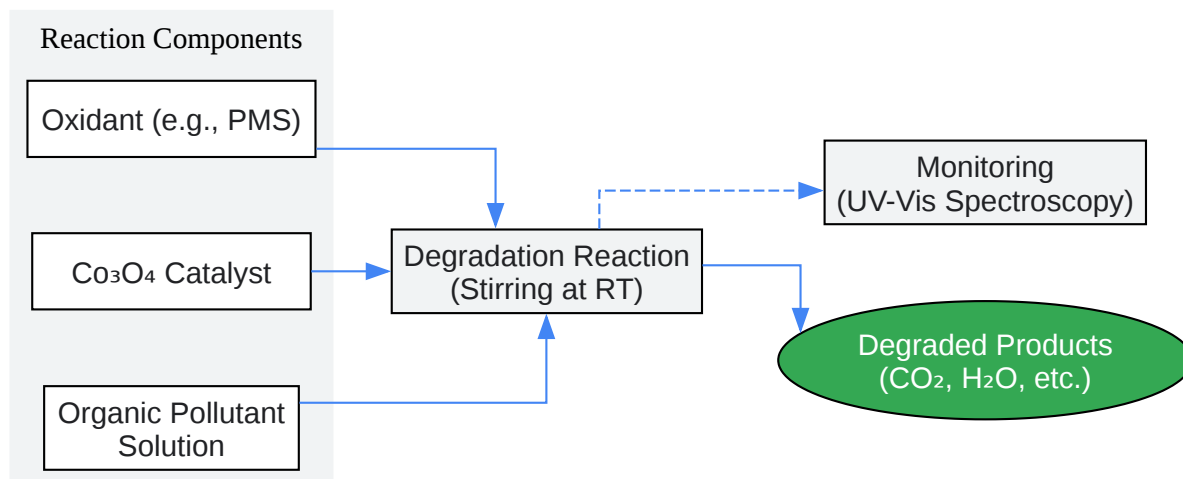 Reaction Components
Oxidant (e.g., PMS)
Co₃O₄ Catalyst
Organic Pollutant
Solution
Degradation Reaction
(Stirring at RT)
Monitoring
(UV-Vis Spectroscopy)
Degraded Products
(CO₂, H₂O, etc.)